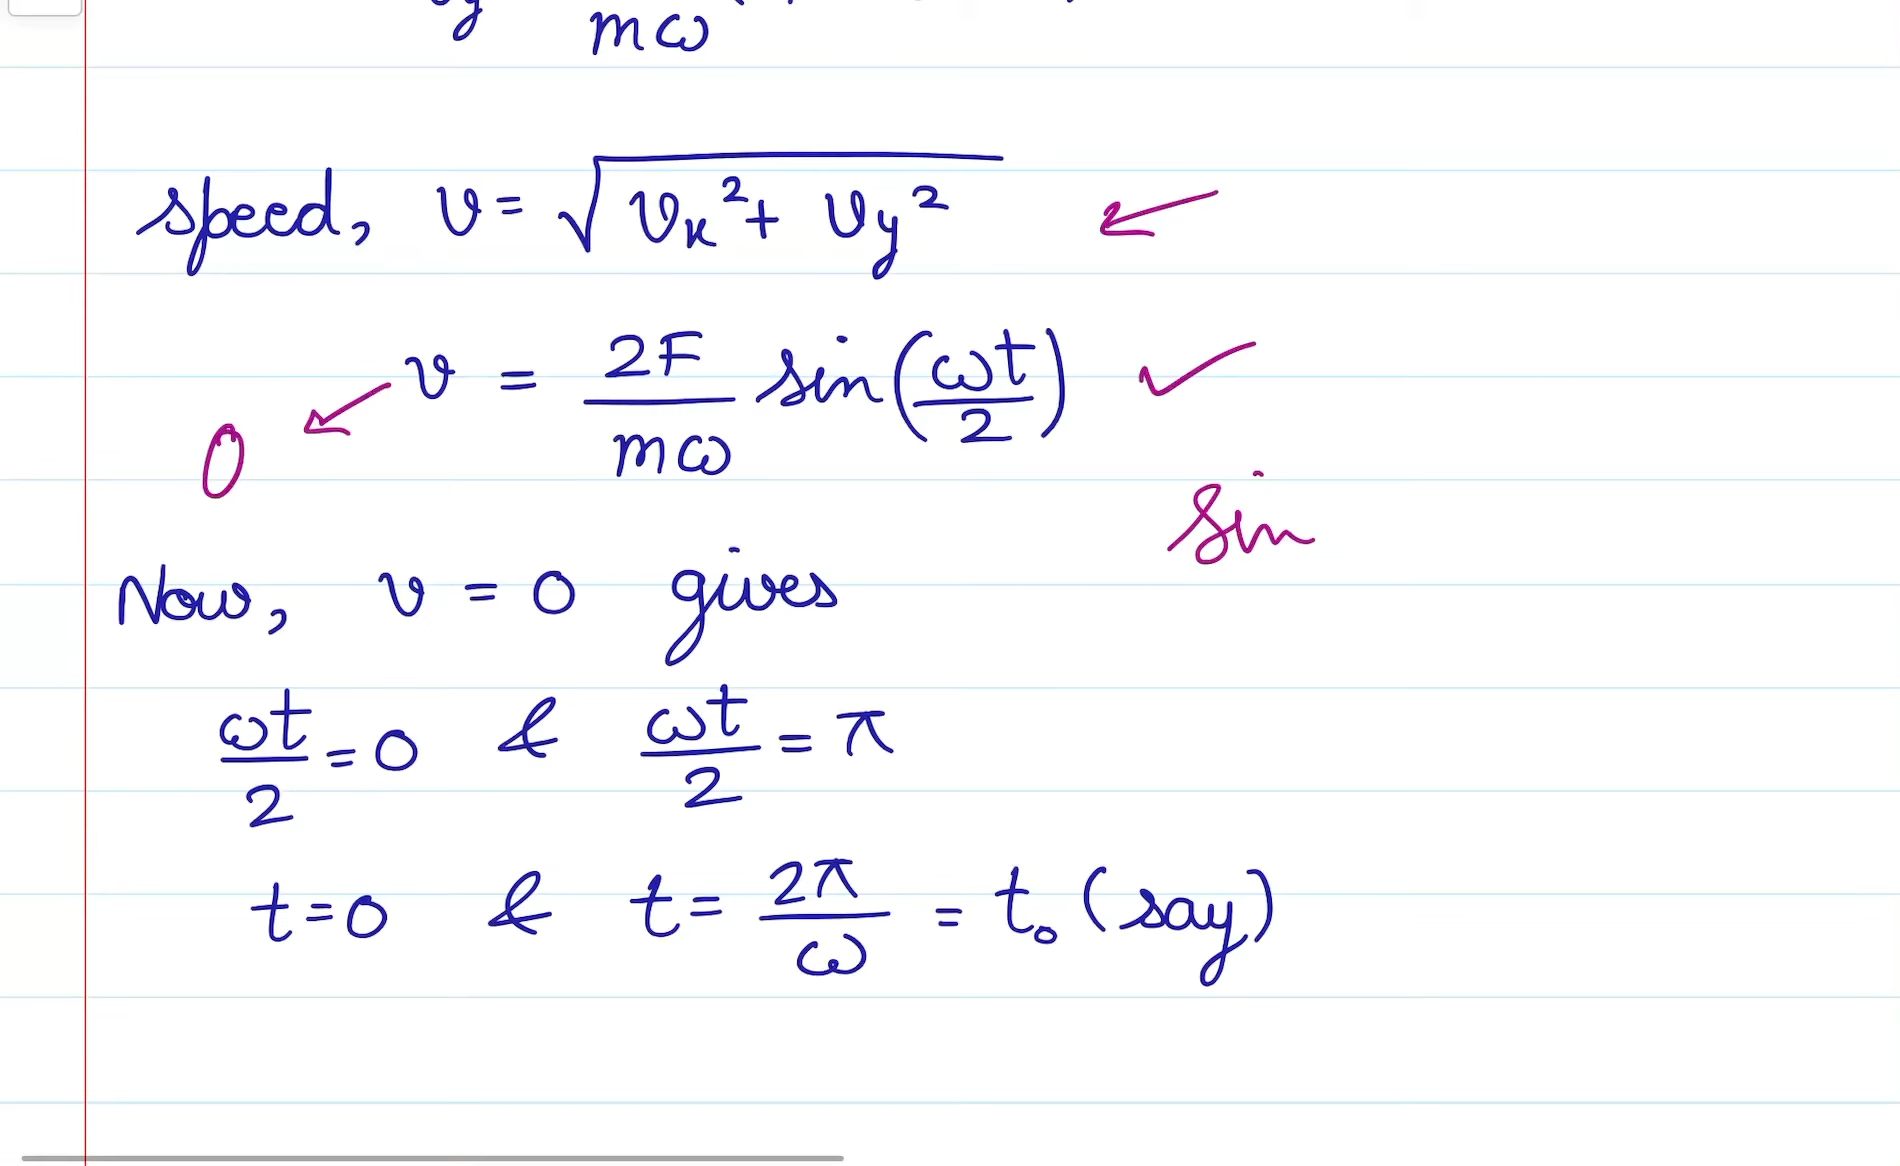 y mω
speed, v = √(vₓ² + v_y²)
v = 2F/mω sin(ωt/2)
0
sin
Now, v = 0 gives
ωt/2 = 0 & ωt/2 = π
t = 0 & t = 2π/ω = t₀ (say)